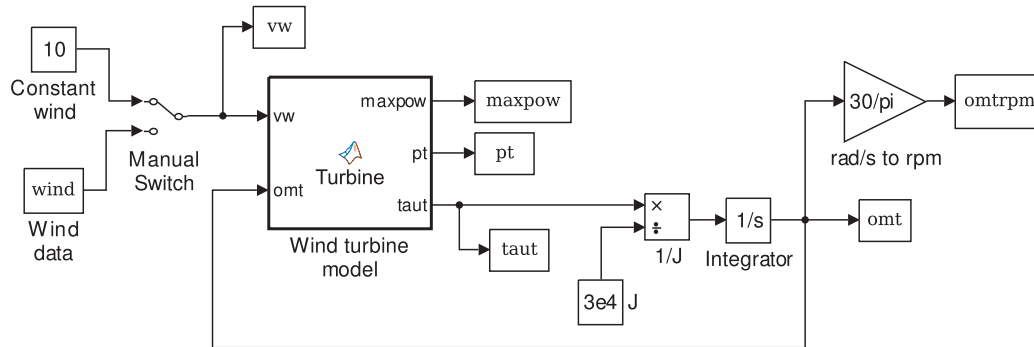 vw
10
Constant
wind
maxpow
maxpow
30/pi
omtrpm
vw
pt
pt
rad/s to rpm
Manual
Switch
Turbine
wind
omt
taut
×
÷
1/s
omt
Wind
data
Wind turbine
model
taut
1/J
Integrator
3e4
J